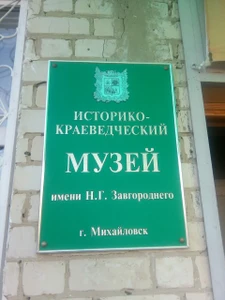 ИСТОРИКО-
КРАЕВЕДЧЕСКИЙ
МУЗЕЙ
имени Н.Г. Завгороднего
г. Михайловск